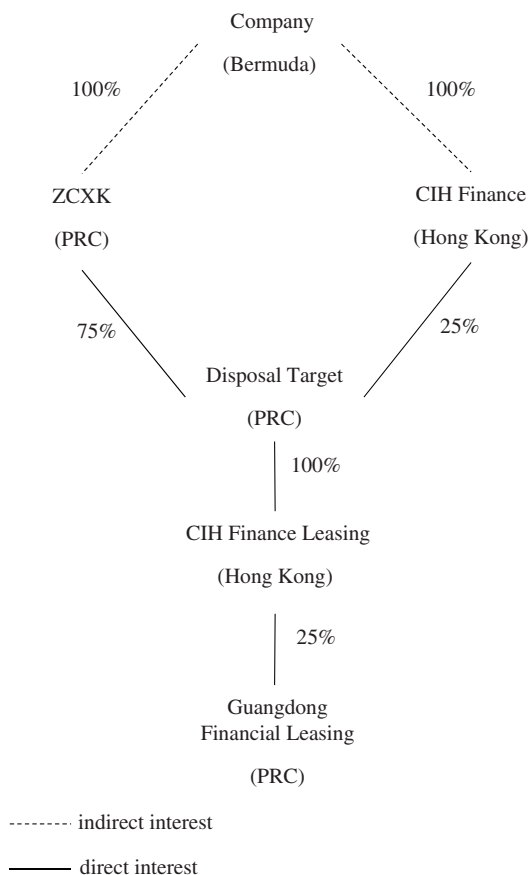 Company
(Bermuda)
100%
100%
ZCXK
(PRC)
CIH Finance
(Hong Kong)
75%
25%
Disposal Target
(PRC)
100%
CIH Finance Leasing
(Hong Kong)
25%
Guangdong
Financial Leasing
(PRC)
indirect interest
direct interest